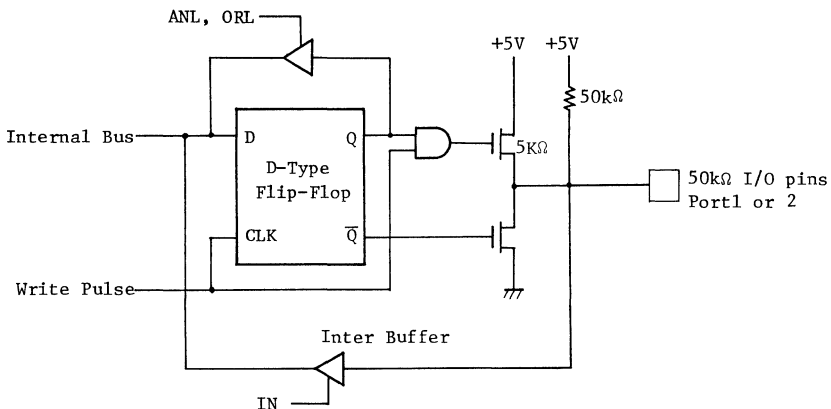 ANL, ORL
+5V +5V
50kΩ
Internal Bus
D Q
5KΩ
D-Type
Flip-Flop
50kΩ I/O pins
Port1 or 2
CLK Q̅
Write Pulse
Inter Buffer
IN